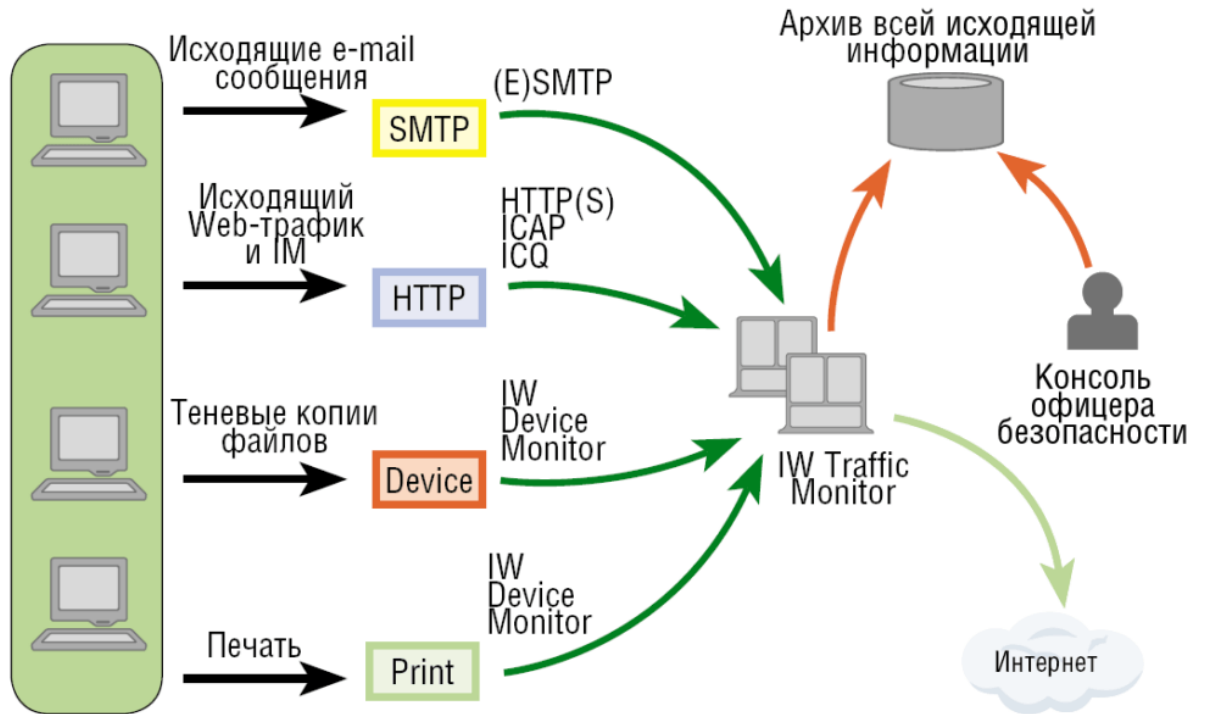 Исходящие e-mail
сообщения
SMTP
(E)SMTP
Архив всей исходящей
информации
Исходящий
Web-трафик
и IM
HTTP
HTTP(S)
ICAP
ICQ
Теневые копии
файлов
Device
IW
Device
Monitor
IW Traffic
Monitor
Консоль
офицера
безопасности
Печать
Print
IW
Device
Monitor
Интернет